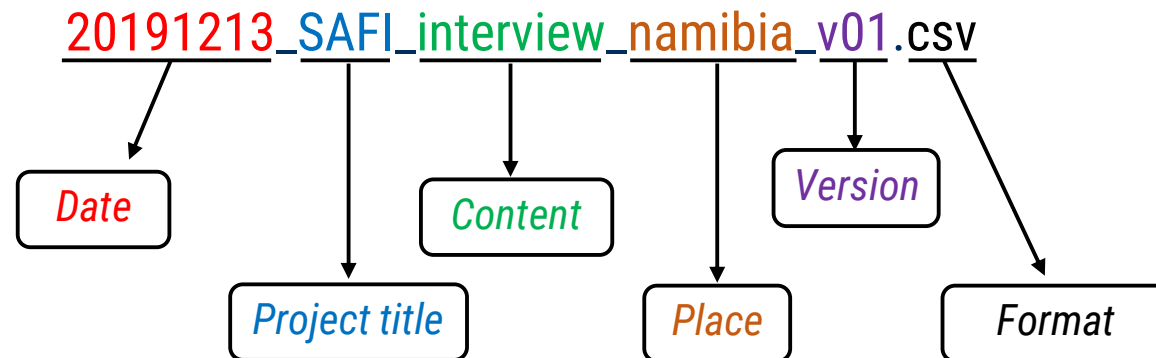 20191213_SAFI_interview_namibia_v01.csv
Date
Content
Version
Project title
Place
Format